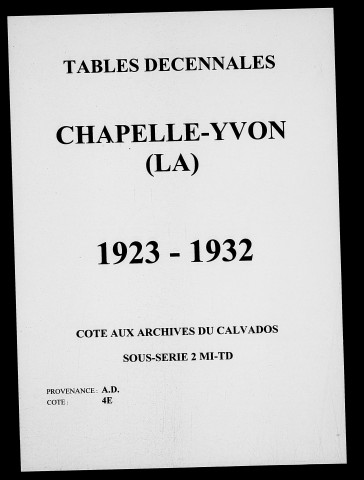 TABLES DECENNALES
CHAPELLE-YVON
(LA)
1923 - 1932
COTE AUX ARCHIVES DU CALVADOS
SOUS-SERIE 2 MI-TD
PROVENANCE : A.D.
COTE : 4E